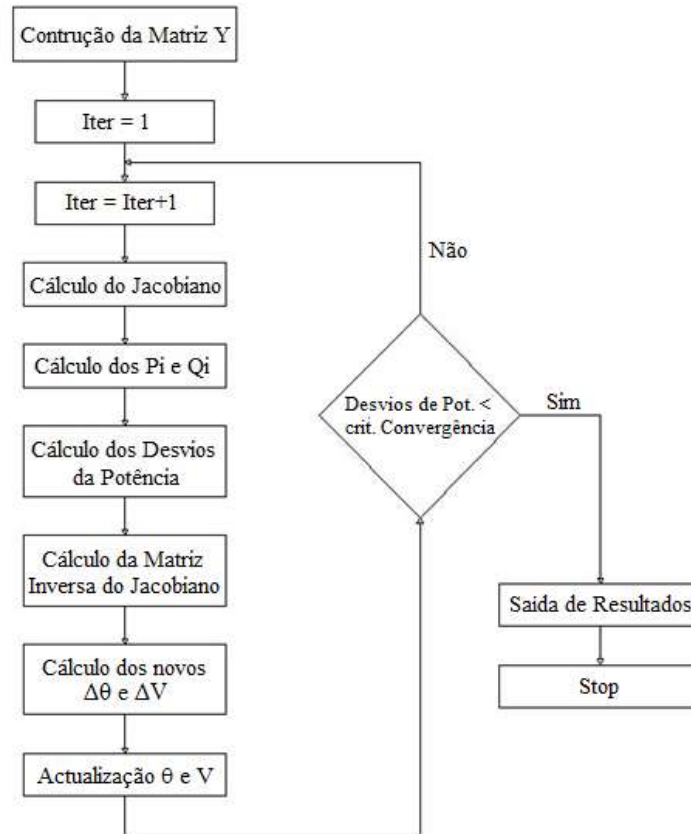 Contrução da Matriz Y
Iter = 1
Iter = Iter+1
Cálculo do Jacobiano
Cálculo dos Pi e Qi
Cálculo dos Desvios
da Potência
Cálculo da Matriz
Inversa do Jacobiano
Cálculo dos novos
Δθ e ΔV
Actualização θ e V
Não
Desvios de Pot. <
crit. Convergência
Sim
Saida de Resultados
Stop